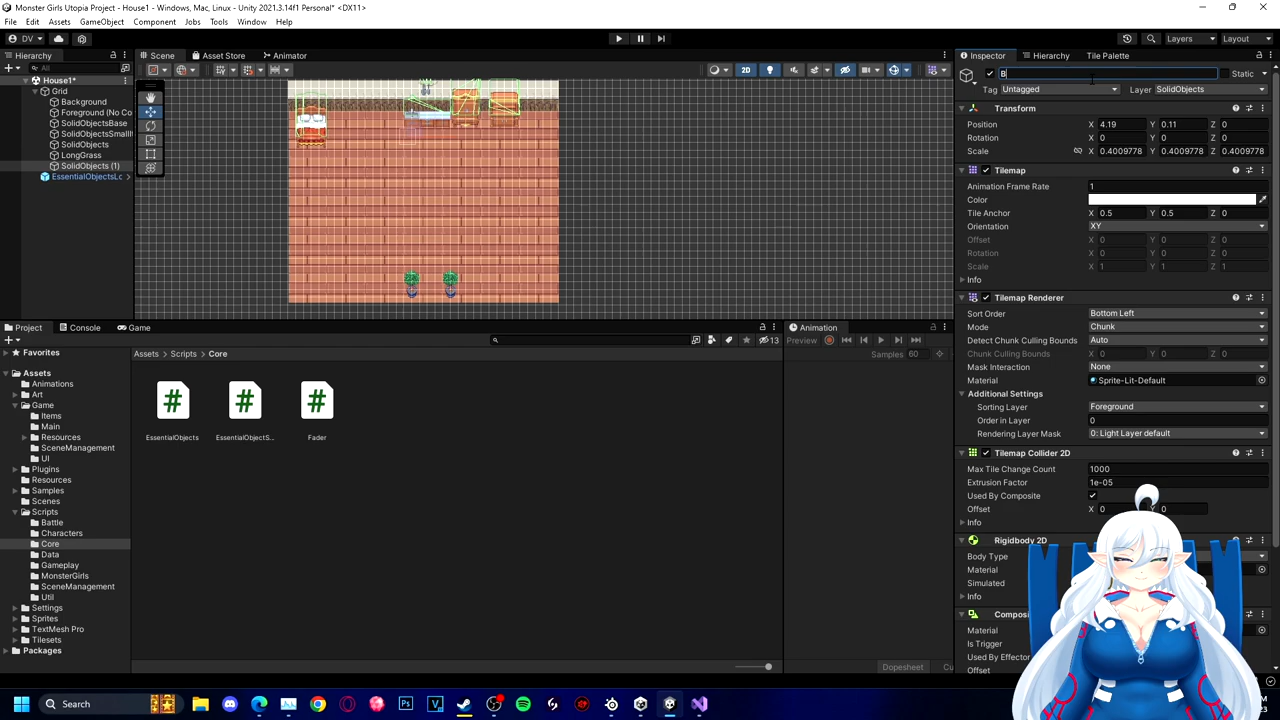 Monster Girls Utopia Project - House1 - Windows, Mac, Linux - Unity 2021.3.14f1 Personal* <DX11>
File Edit Assets GameObject Component Jobs Tools Window Help
DV Layers Layout
Hierarchy Scene Asset Store Animator Inspector Hierarchy Tile Palette
All
House1*
Grid
Background
Foreground (No Co
SolidObjectsBase
SolidObjectsSmallI
SolidObjects
LongGrass
SolidObjects (1)
EssentialObjectsLo
2D
B Static
Tag Untagged Layer SolidObjects
Transform
Position X 4.19 Y 0.11 Z 0
Rotation X 0 Y 0 Z 0
Scale X 0.4009778 Y 0.4009778 Z 0.4009778
Tilemap
Animation Frame Rate 1
Color
Tile Anchor X 0.5 Y 0.5 Z 0
Orientation XY
Offset X 0 Y 0 Z 0
Rotation X 0 Y 0 Z 0
Scale X 1 Y 1 Z 1
Info
Tilemap Renderer
Sort Order Bottom Left
Mode Chunk
Detect Chunk Culling Bounds Auto
Chunk Culling Bounds X 0 Y 0 Z 0
Mask Interaction None
Material Sprite-Lit-Default
Additional Settings
Sorting Layer Foreground
Order in Layer 0
Rendering Layer Mask 0: Light Layer default
Tilemap Collider 2D
Max Tile Change Count 1000
Extrusion Factor 1e-05
Used By Composite
Offset X 0 Y 0
Info
Rigidbody 2D
Body Type
Material
Simulated
Info
Composi
Material
Is Trigger
Used By Effector
Offset
Project Console Game
13
Favorites
Assets
Animations
Art
Game
Items
Main
Resources
SceneManagement
UI
Plugins
Resources
Samples
Scenes
Scripts
Battle
Characters
Core
Data
Gameplay
MonsterGirls
SceneManagement
Util
Settings
Sprites
TextMesh Pro
Tilesets
Packages
Assets Scripts Core
EssentialObjects EssentialObjectS... Fader
Animation
Preview
Samples 60
Dopesheet Cu
Search